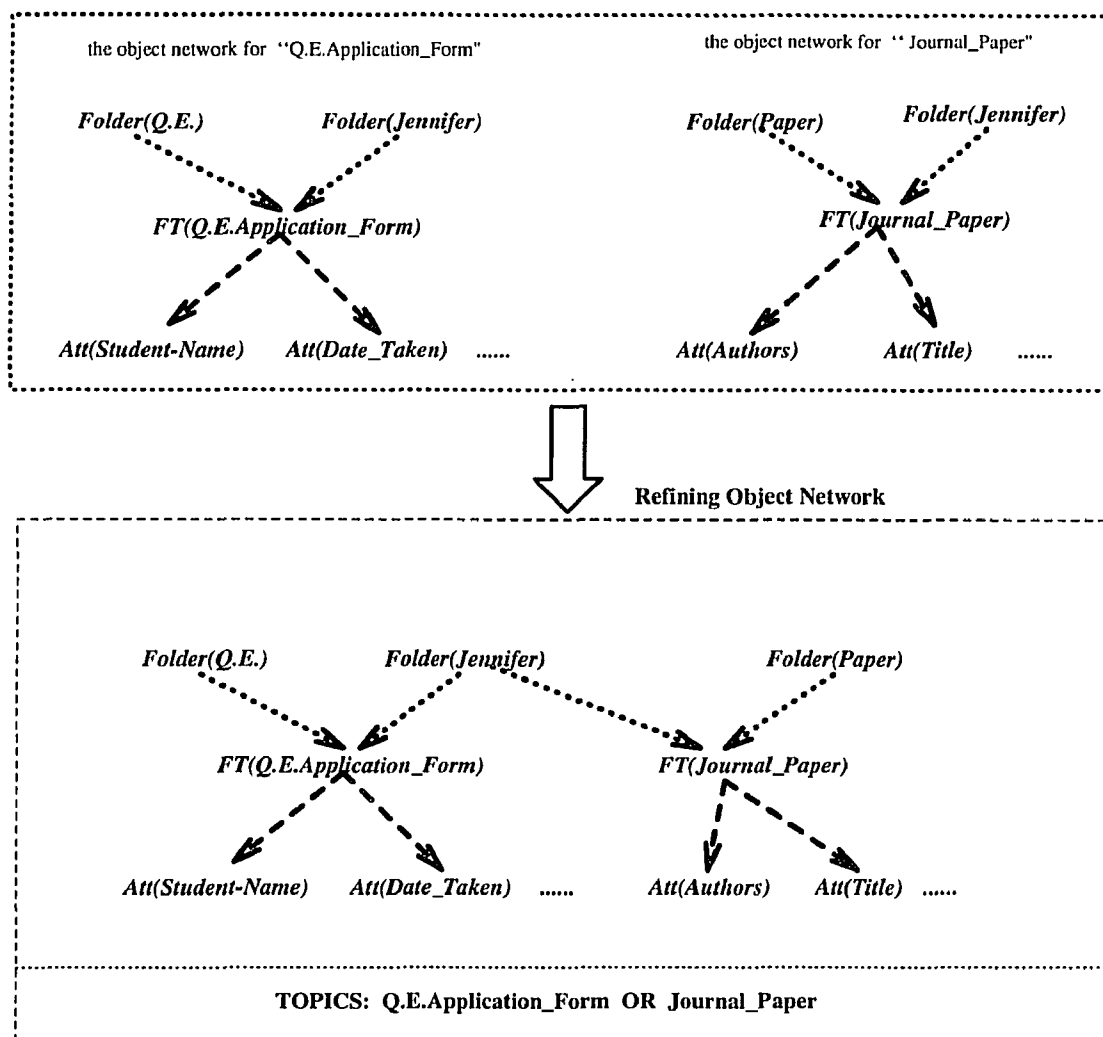 the object network for "Q.E.Application_Form"
the object network for “Journal_Paper"
Folder(Q.E.) Folder(Jennifer)
Folder(Paper) Folder(Jennifer)
FT(Q.E.Application_Form)
FT(Journal_Paper)
Att(Student-Name) Att(Date_Taken) ......
Att(Authors) Att(Title) ......
Refining Object Network
Folder(Q.E.) Folder(Jennifer) Folder(Paper)
FT(Q.E.Application_Form) FT(Journal_Paper)
Att(Student-Name) Att(Date_Taken) ...... Att(Authors) Att(Title) ......
TOPICS: Q.E.Application_Form OR Journal_Paper